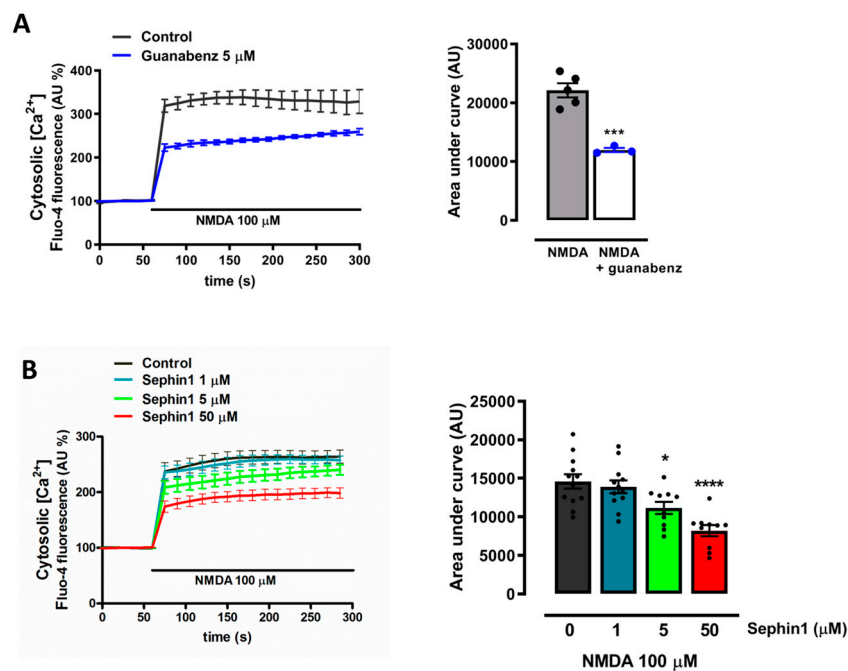 A
Control
Guanabenz 5 μM
Cytosolic [Ca2+]
Fluo-4 fluorescence (AU %)
400
300
200
100
0
NMDA 100 μM
0 50 100 150 200 250 300
time (s)
Area under curve (AU)
30000
20000
10000
0
***
NMDA NMDA
+ guanabenz
B
Control
Sephin1 1 μM
Sephin1 5 μM
Sephin1 50 μM
Cytosolic [Ca2+]
Fluo-4 fluorescence (AU %)
300
200
100
0
NMDA 100 μM
0 50 100 150 200 250 300
time (s)
Area under curve (AU)
25000
20000
15000
10000
5000
0
*
****
0 1 5 50 Sephin1 (μM)
NMDA 100 μM